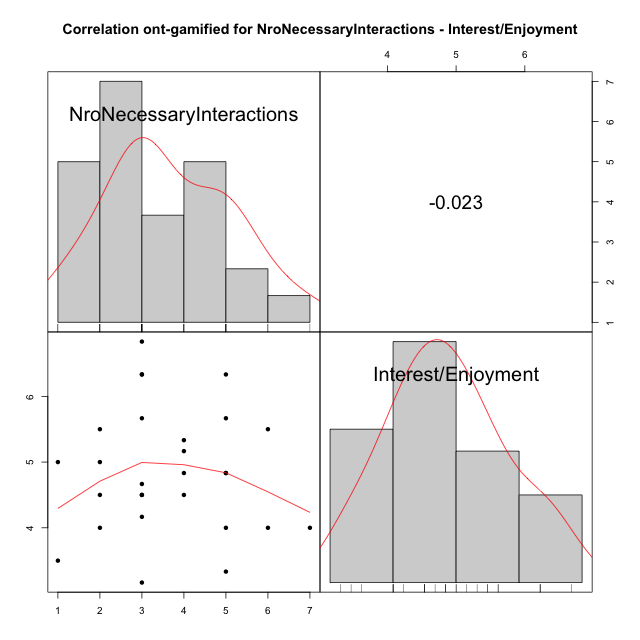 Correlation ont-gamified for NroNecessaryInteractions - Interest/Enjoyment
4 5 6
NroNecessaryInteractions
-0.023
7
6
5
4
3
2
1
Interest/Enjoyment
6
5
4
1 2 3 4 5 6 7